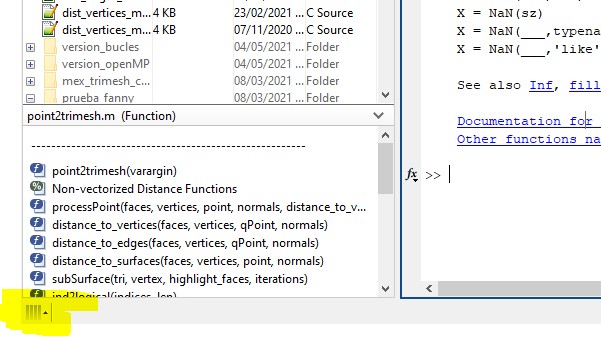 dist_vertices_m... 4 KB 23/02/2021 ... C Source
dist_vertices_m... 4 KB 07/11/2020 ... C Source
version_bucles 04/05/2021 ... Folder
version_openMP 04/05/2021 ... Folder
mex_trimesh_c... 08/03/2021 ... Folder
prueba fanny 08/03/2021 ... Folder
point2trimesh.m (Function)
--------------------------------------------------
point2trimesh(varargin)
Non-vectorized Distance Functions
processPoint(faces, vertices, point, normals, distance_to_v...
distance_to_vertices(faces, vertices, qPoint, normals)
distance_to_edges(faces, vertices, qPoint, normals)
distance_to_surfaces(faces, vertices, point, normals)
subSurface(tri, vertex, highlight_faces, iterations)
ind2logical(indices, len)
X = NaN(sz)
X = NaN(___,typena
X = NaN(___,'like'
See also Inf, fill
Documentation for
Other functions na
fx >>